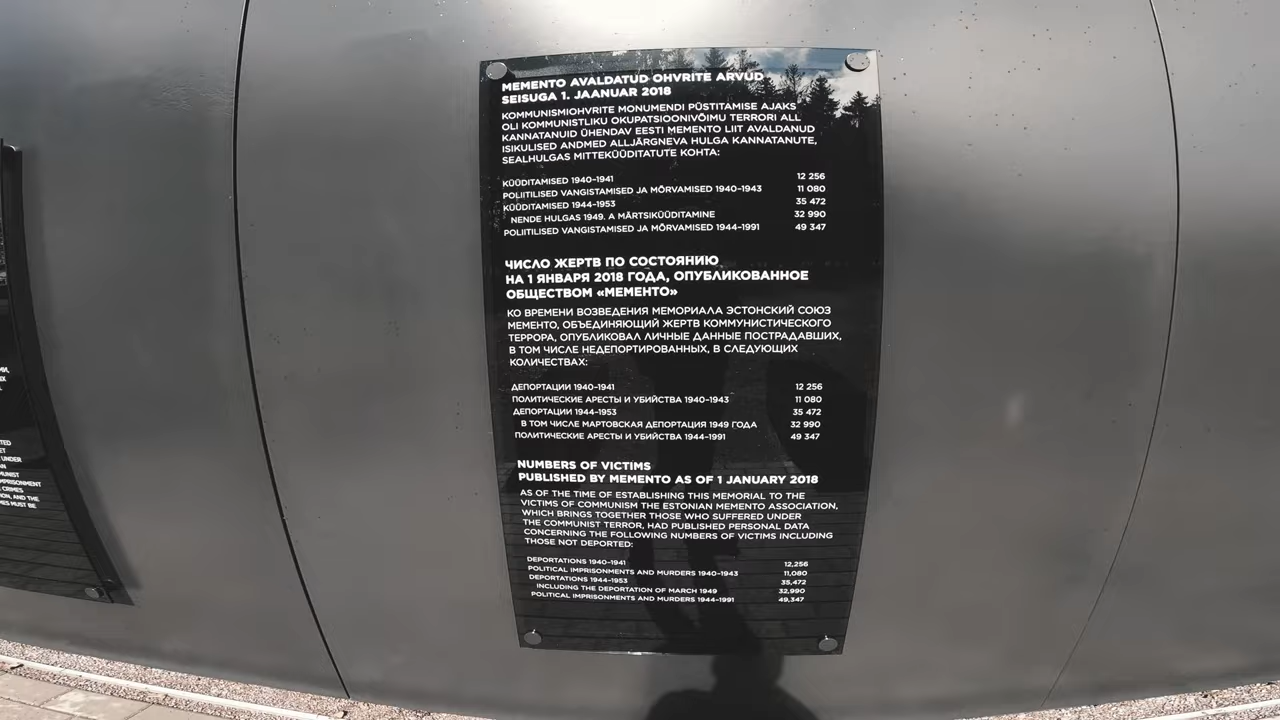 MEMENTO AVALDATUD OHVRITE ARVUD
SEISUGA 1. JAANUAR 2018
KOMMUNISMIOHVRITE MONUMENDI PÜSTITAMISE AJAKS
OLI KOMMUNISTLIKU OKUPATSIOONIVÕIMU TERRORI ALL
KANNATANUID ÜHENDAV EESTI MEMENTO LIIT AVALDANUD
ISIKULISED ANDMED ALLJÄRGNEVA HULGA KANNATANUTE,
SEALHULGAS MITTEKÜÜDITATUTE KOHTA:
KÜÜDITAMISED 1940–1941 12 256
POLIITILISED VANGISTAMISED JA MÕRVAMISED 1940–1943 11 080
KÜÜDITAMISED 1944–1953 35 472
NENDE HULGAS 1949. A MÄRTSIKÜÜDITAMINE 32 990
POLIITILISED VANGISTAMISED JA MÕRVAMISED 1944–1991 49 347
ЧИСЛО ЖЕРТВ ПО СОСТОЯНИЮ
НА 1 ЯНВАРЯ 2018 ГОДА, ОПУБЛИКОВАННОЕ
ОБЩЕСТВОМ «МЕМЕНТО»
КО ВРЕМЕНИ ВОЗВЕДЕНИЯ МЕМОРИАЛА ЭСТОНСКИЙ СОЮЗ
МЕМЕНТО, ОБЪЕДИНЯЮЩИЙ ЖЕРТВ КОММУНИСТИЧЕСКОГО
ТЕРРОРА, ОПУБЛИКОВАЛ ЛИЧНЫЕ ДАННЫЕ ПОСТРАДАВШИХ,
В ТОМ ЧИСЛЕ НЕДЕПОРТИРОВАННЫХ, В СЛЕДУЮЩИХ
КОЛИЧЕСТВАХ:
ДЕПОРТАЦИИ 1940–1941 12 256
ПОЛИТИЧЕСКИЕ АРЕСТЫ И УБИЙСТВА 1940–1943 11 080
ДЕПОРТАЦИИ 1944–1953 35 472
В ТОМ ЧИСЛЕ МАРТОВСКАЯ ДЕПОРТАЦИЯ 1949 ГОДА 32 990
ПОЛИТИЧЕСКИЕ АРЕСТЫ И УБИЙСТВА 1944–1991 49 347
NUMBERS OF VICTIMS
PUBLISHED BY MEMENTO AS OF 1 JANUARY 2018
AS OF THE TIME OF ESTABLISHING THIS MEMORIAL TO THE
VICTIMS OF COMMUNISM THE ESTONIAN MEMENTO ASSOCIATION,
WHICH BRINGS TOGETHER THOSE WHO SUFFERED UNDER
THE COMMUNIST TERROR, HAD PUBLISHED PERSONAL DATA
CONCERNING THE FOLLOWING NUMBERS OF VICTIMS INCLUDING
THOSE NOT DEPORTED:
DEPORTATIONS 1940–1941 12,256
POLITICAL IMPRISONMENTS AND MURDERS 1940–1943 11,080
DEPORTATIONS 1944–1953 35,472
INCLUDING THE DEPORTATION OF MARCH 1949 32,990
POLITICAL IMPRISONMENTS AND MURDERS 1944–1991 49,347
UNDER
CRIMES
AND THE
MUST BE